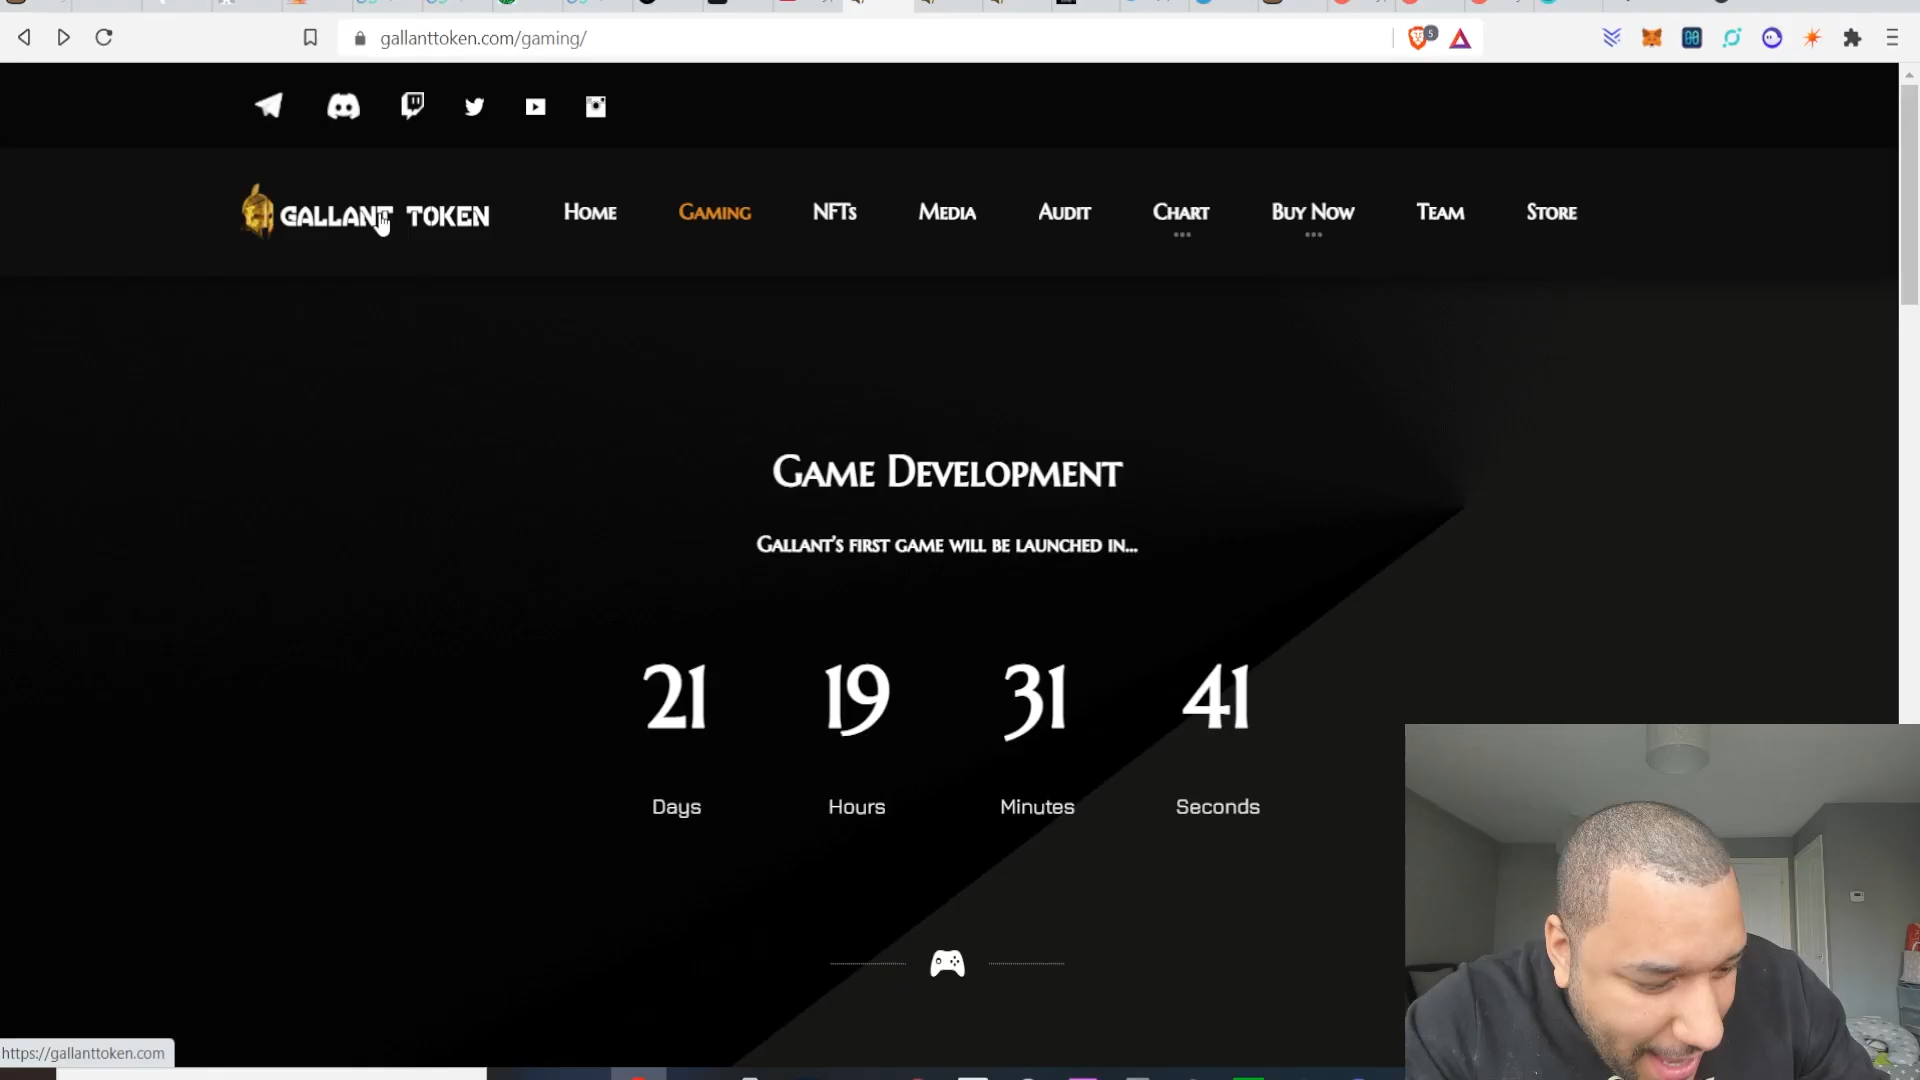 gallanttoken.com/gaming/
5
GALLANT TOKEN
Home
Gaming
NFTs
Media
Audit
Chart
Buy Now
Team
Store
Game Development
Gallant's first game will be launched in...
21 19 31 41
Days Hours Minutes Seconds
https://gallanttoken.com